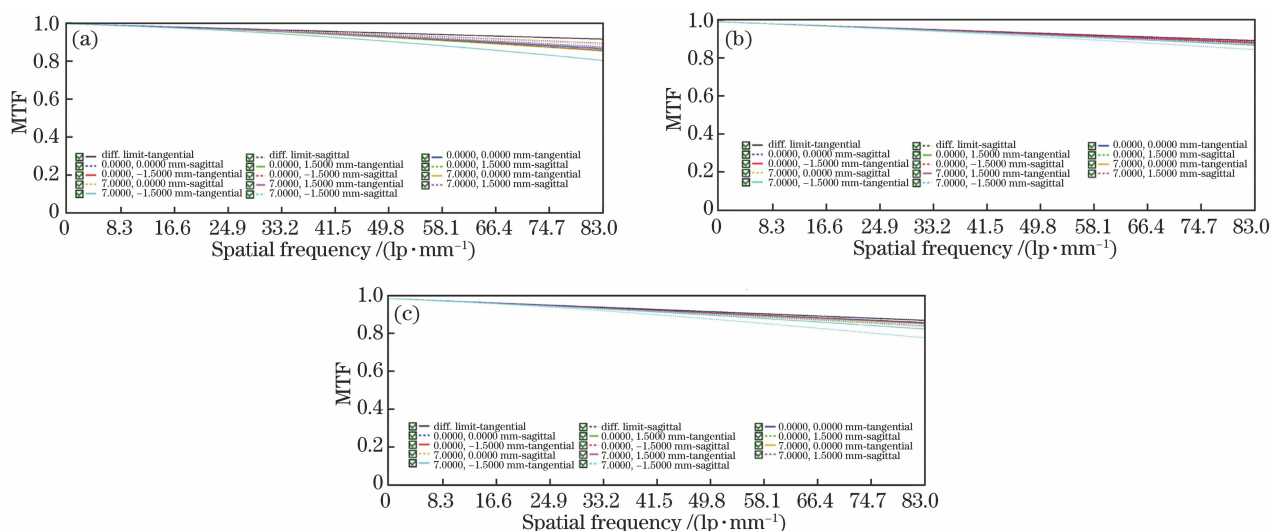 (a)
MTF
1.0
0.8
0.6
0.4
0.2
0
diff. limit-tangential diff. limit-sagittal 0.0000, 0.0000 mm-tangential
0.0000, 0.0000 mm-sagittal 0.0000, 1.5000 mm-tangential 0.0000, 1.5000 mm-sagittal
0.0000, −1.5000 mm-tangential 0.0000, −1.5000 mm-sagittal 7.0000, 0.0000 mm-tangential
7.0000, 0.0000 mm-sagittal 7.0000, 1.5000 mm-tangential 7.0000, 1.5000 mm-sagittal
7.0000, −1.5000 mm-tangential 7.0000, −1.5000 mm-sagittal
0 8.3 16.6 24.9 33.2 41.5 49.8 58.1 66.4 74.7 83.0
Spatial frequency /(lp·mm⁻¹)
(b)
MTF
1.0
0.8
0.6
0.4
0.2
0
diff. limit-tangential diff. limit-sagittal 0.0000, 0.0000 mm-tangential
0.0000, 0.0000 mm-sagittal 0.0000, 1.5000 mm-tangential 0.0000, 1.5000 mm-sagittal
0.0000, −1.5000 mm-tangential 0.0000, −1.5000 mm-sagittal 7.0000, 0.0000 mm-tangential
7.0000, 0.0000 mm-sagittal 7.0000, 1.5000 mm-tangential 7.0000, 1.5000 mm-sagittal
7.0000, −1.5000 mm-tangential 7.0000, −1.5000 mm-sagittal
0 8.3 16.6 24.9 33.2 41.5 49.8 58.1 66.4 74.7 83.0
Spatial frequency /(lp·mm⁻¹)
(c)
MTF
1.0
0.8
0.6
0.4
0.2
0
diff. limit-tangential diff. limit-sagittal 0.0000, 0.0000 mm-tangential
0.0000, 0.0000 mm-sagittal 0.0000, 1.5000 mm-tangential 0.0000, 1.5000 mm-sagittal
0.0000, −1.5000 mm-tangential 0.0000, −1.5000 mm-sagittal 7.0000, 0.0000 mm-tangential
7.0000, 0.0000 mm-sagittal 7.0000, 1.5000 mm-tangential 7.0000, 1.5000 mm-sagittal
7.0000, −1.5000 mm-tangential 7.0000, −1.5000 mm-sagittal
0 8.3 16.6 24.9 33.2 41.5 49.8 58.1 66.4 74.7 83.0
Spatial frequency /(lp·mm⁻¹)